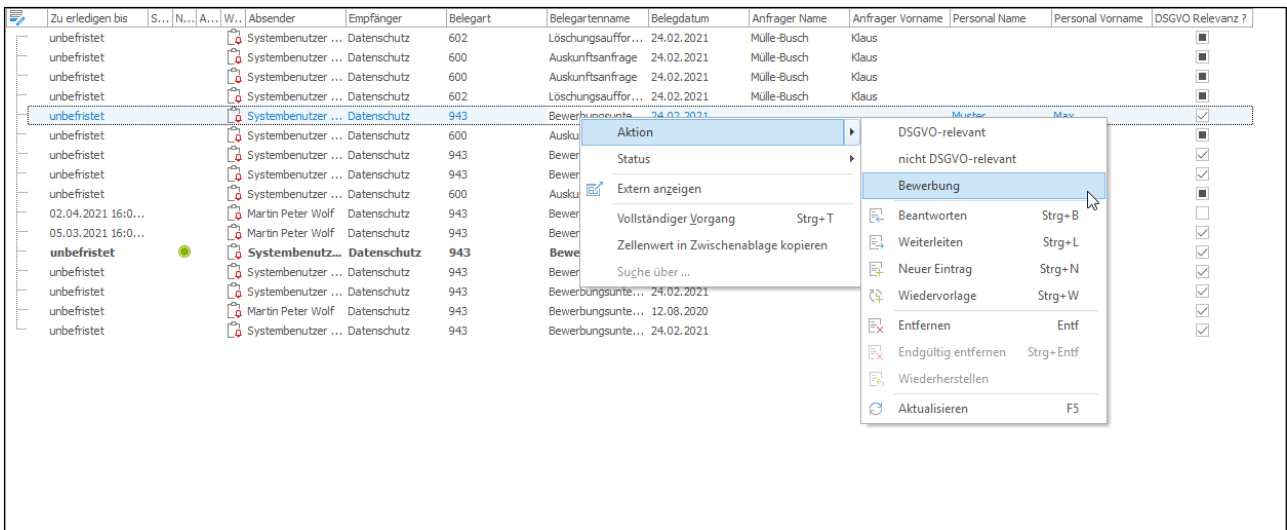 Zu erledigen bis S... N... A... W... Absender Empfänger Belegart Belegartenname Belegdatum Anfrager Name Anfrager Vorname Personal Name Personal Vorname DSGVO Relevanz ?
unbefristet Systembenutzer ... Datenschutz 602 Löschungsauffor... 24.02.2021 Mülle-Busch Klaus
unbefristet Systembenutzer ... Datenschutz 600 Auskunftsanfrage 24.02.2021 Mülle-Busch Klaus
unbefristet Systembenutzer ... Datenschutz 600 Auskunftsanfrage 24.02.2021 Mülle-Busch Klaus
unbefristet Systembenutzer ... Datenschutz 602 Löschungsauffor... 24.02.2021 Mülle-Busch Klaus
unbefristet Systembenutzer ... Datenschutz 943 Bewerbungsunte... 24.02.2021 Muster Max
unbefristet Systembenutzer ... Datenschutz 600 Ausku
unbefristet Systembenutzer ... Datenschutz 943 Bewer
unbefristet Systembenutzer ... Datenschutz 943 Bewer
unbefristet Systembenutzer ... Datenschutz 600 Ausku
02.04.2021 16:0... Martin Peter Wolf Datenschutz 943 Bewer
05.03.2021 16:0... Martin Peter Wolf Datenschutz 943 Bewer
unbefristet Systembenutz... Datenschutz 943 Bewe
unbefristet Systembenutzer ... Datenschutz 943 Bewer
unbefristet Systembenutzer ... Datenschutz 943 Bewerbungsunte... 24.02.2021
unbefristet Martin Peter Wolf Datenschutz 943 Bewerbungsunte... 12.08.2020
unbefristet Systembenutzer ... Datenschutz 943 Bewerbungsunte... 24.02.2021
Aktion
Status
Extern anzeigen
Vollständiger Vorgang Strg+T
Zellenwert in Zwischenablage kopieren
Suche über ...
DSGVO-relevant
nicht DSGVO-relevant
Bewerbung
Beantworten Strg+B
Weiterleiten Strg+L
Neuer Eintrag Strg+N
Wiedervorlage Strg+W
Entfernen Entf
Endgültig entfernen Strg+Entf
Wiederherstellen
Aktualisieren F5